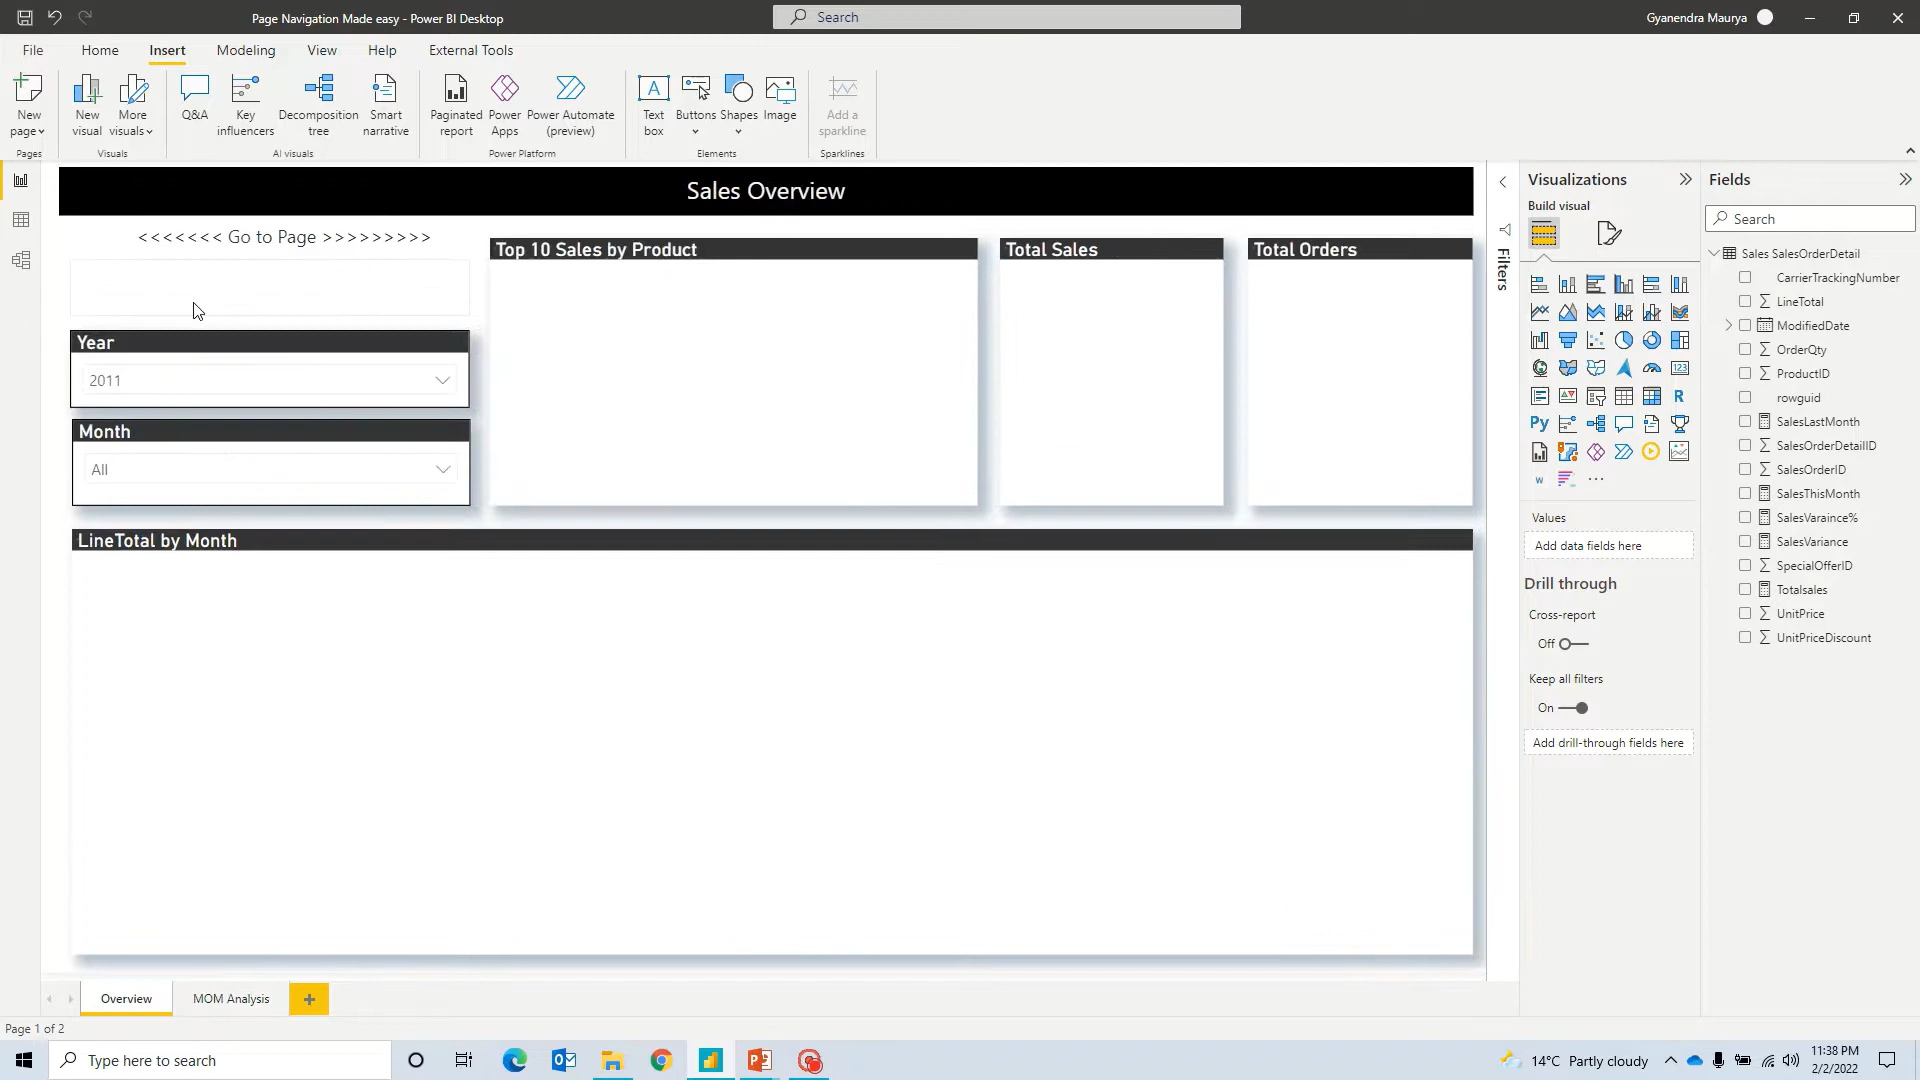 Page Navigation Made easy - Power BI Desktop
Search
Gyanendra Maurya
File
Home
Insert
Modeling
View
Help
External Tools
New page
New visual
More visuals
Q&A
Key influencers
Decomposition tree
Smart narrative
Paginated report
Power Apps
Power Automate (preview)
Text box
Buttons
Shapes
Image
Add a sparkline
Pages
Visuals
AI visuals
Power Platform
Elements
Sparklines
Sales Overview
<<<<<<< Go to Page >>>>>>>>>
Year
2011
Month
All
Top 10 Sales by Product
Total Sales
Total Orders
LineTotal by Month
Filters
Visualizations
Build visual
123
R
Py
w
Values
Add data fields here
Drill through
Cross-report
Off
Keep all filters
On
Add drill-through fields here
Fields
Search
Sales SalesOrderDetail
CarrierTrackingNumber
LineTotal
ModifiedDate
OrderQty
ProductID
rowguid
SalesLastMonth
SalesOrderDetailID
SalesOrderID
SalesThisMonth
SalesVaraince%
SalesVariance
SpecialOfferID
Totalsales
UnitPrice
UnitPriceDiscount
Overview
MOM Analysis
Page 1 of 2
Type here to search
14°C Partly cloudy
11:38 PM
2/2/2022